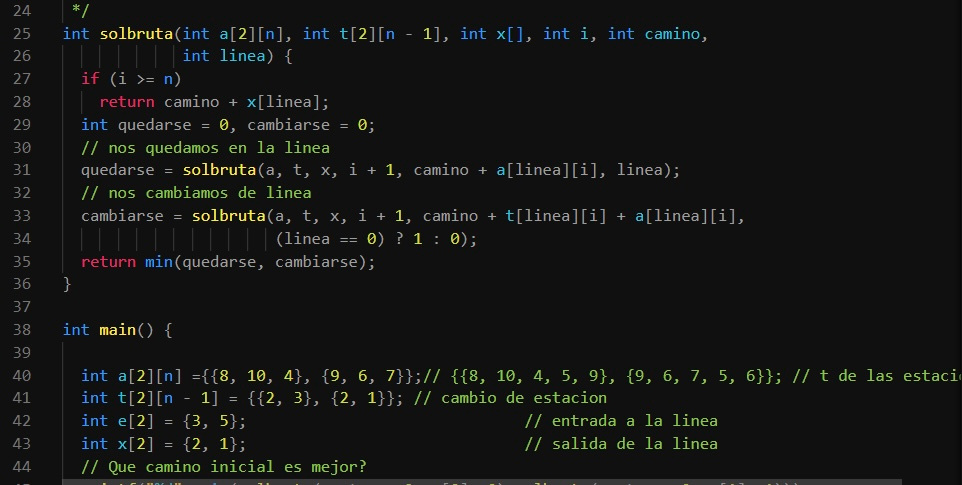 24 */
25 int solbruta(int a[2][n], int t[2][n - 1], int x[], int i, int camino,
26 int linea) {
27 if (i >= n)
28 return camino + x[linea];
29 int quedarse = 0, cambiarse = 0;
30 // nos quedamos en la linea
31 quedarse = solbruta(a, t, x, i + 1, camino + a[linea][i], linea);
32 // nos cambiamos de linea
33 cambiarse = solbruta(a, t, x, i + 1, camino + t[linea][i] + a[linea][i],
34 (linea == 0) ? 1 : 0);
35 return min(quedarse, cambiarse);
36 }
37
38 int main() {
39
40 int a[2][n] ={{8, 10, 4}, {9, 6, 7}};// {{8, 10, 4, 5, 9}, {9, 6, 7, 5, 6}}; // t de las estaci
41 int t[2][n - 1] = {{2, 3}, {2, 1}}; // cambio de estacion
42 int e[2] = {3, 5}; // entrada a la linea
43 int x[2] = {2, 1}; // salida de la linea
44 // Que camino inicial es mejor?